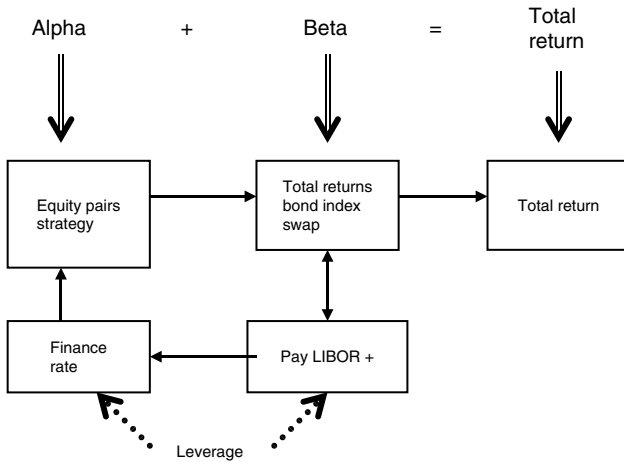 Alpha + Beta = Total
return
Equity pairs
strategy
Total returns
bond index
swap
Total return
Finance
rate
Pay LIBOR +
Leverage